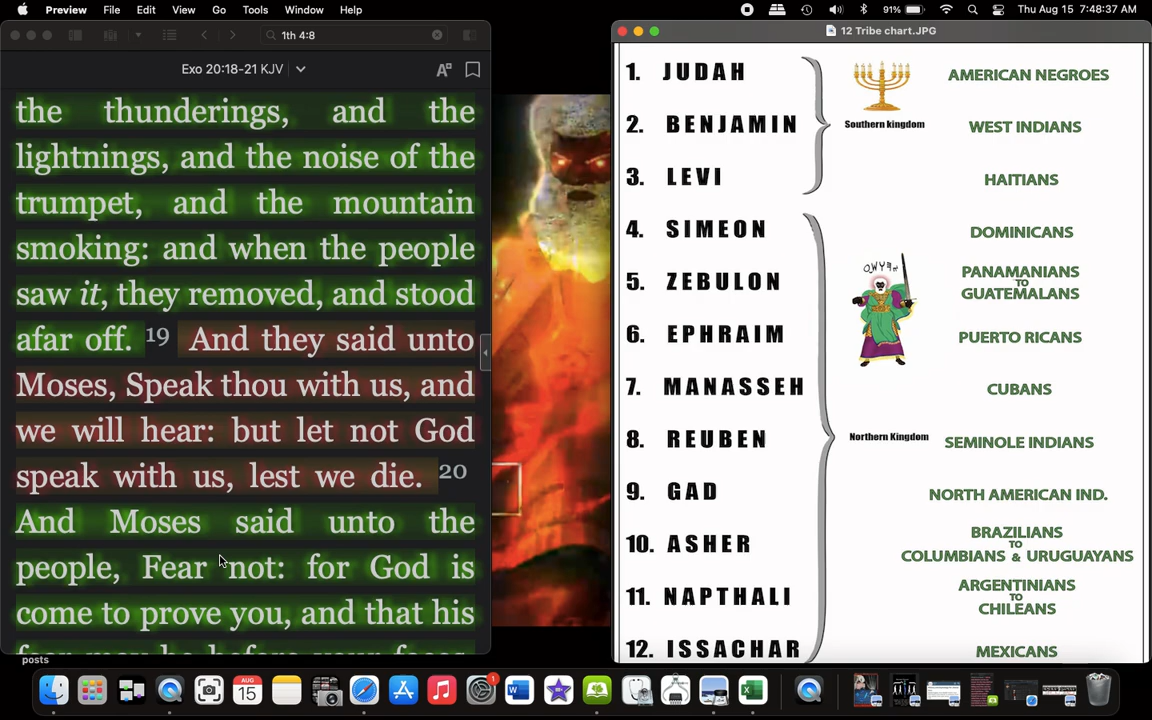 Preview File Edit View Go Tools Window Help
91% Thu Aug 15 7:48:37 AM
1th 4:8
Exo 20:18-21 KJV
the thunderings, and the
lightnings, and the noise of the
trumpet, and the mountain
smoking: and when the people
saw it, they removed, and stood
afar off. 19 And they said unto
Moses, Speak thou with us, and
we will hear: but let not God
speak with us, lest we die. 20
And Moses said unto the
people, Fear not: for God is
come to prove you, and that his
fear may be before your faces,
posts
12 Tribe chart.JPG
1. JUDAH AMERICAN NEGROES
2. BENJAMIN Southern kingdom WEST INDIANS
3. LEVI HAITIANS
4. SIMEON DOMINICANS
5. ZEBULON PANAMANIANS
TO
GUATEMALANS
6. EPHRAIM PUERTO RICANS
7. MANASSEH CUBANS
8. REUBEN Northern Kingdom SEMINOLE INDIANS
9. GAD NORTH AMERICAN IND.
10. ASHER BRAZILIANS
TO
COLUMBIANS & URUGUAYANS
11. NAPTHALI ARGENTINIANS
TO
CHILEANS
12. ISSACHAR MEXICANS
AUG
15
1